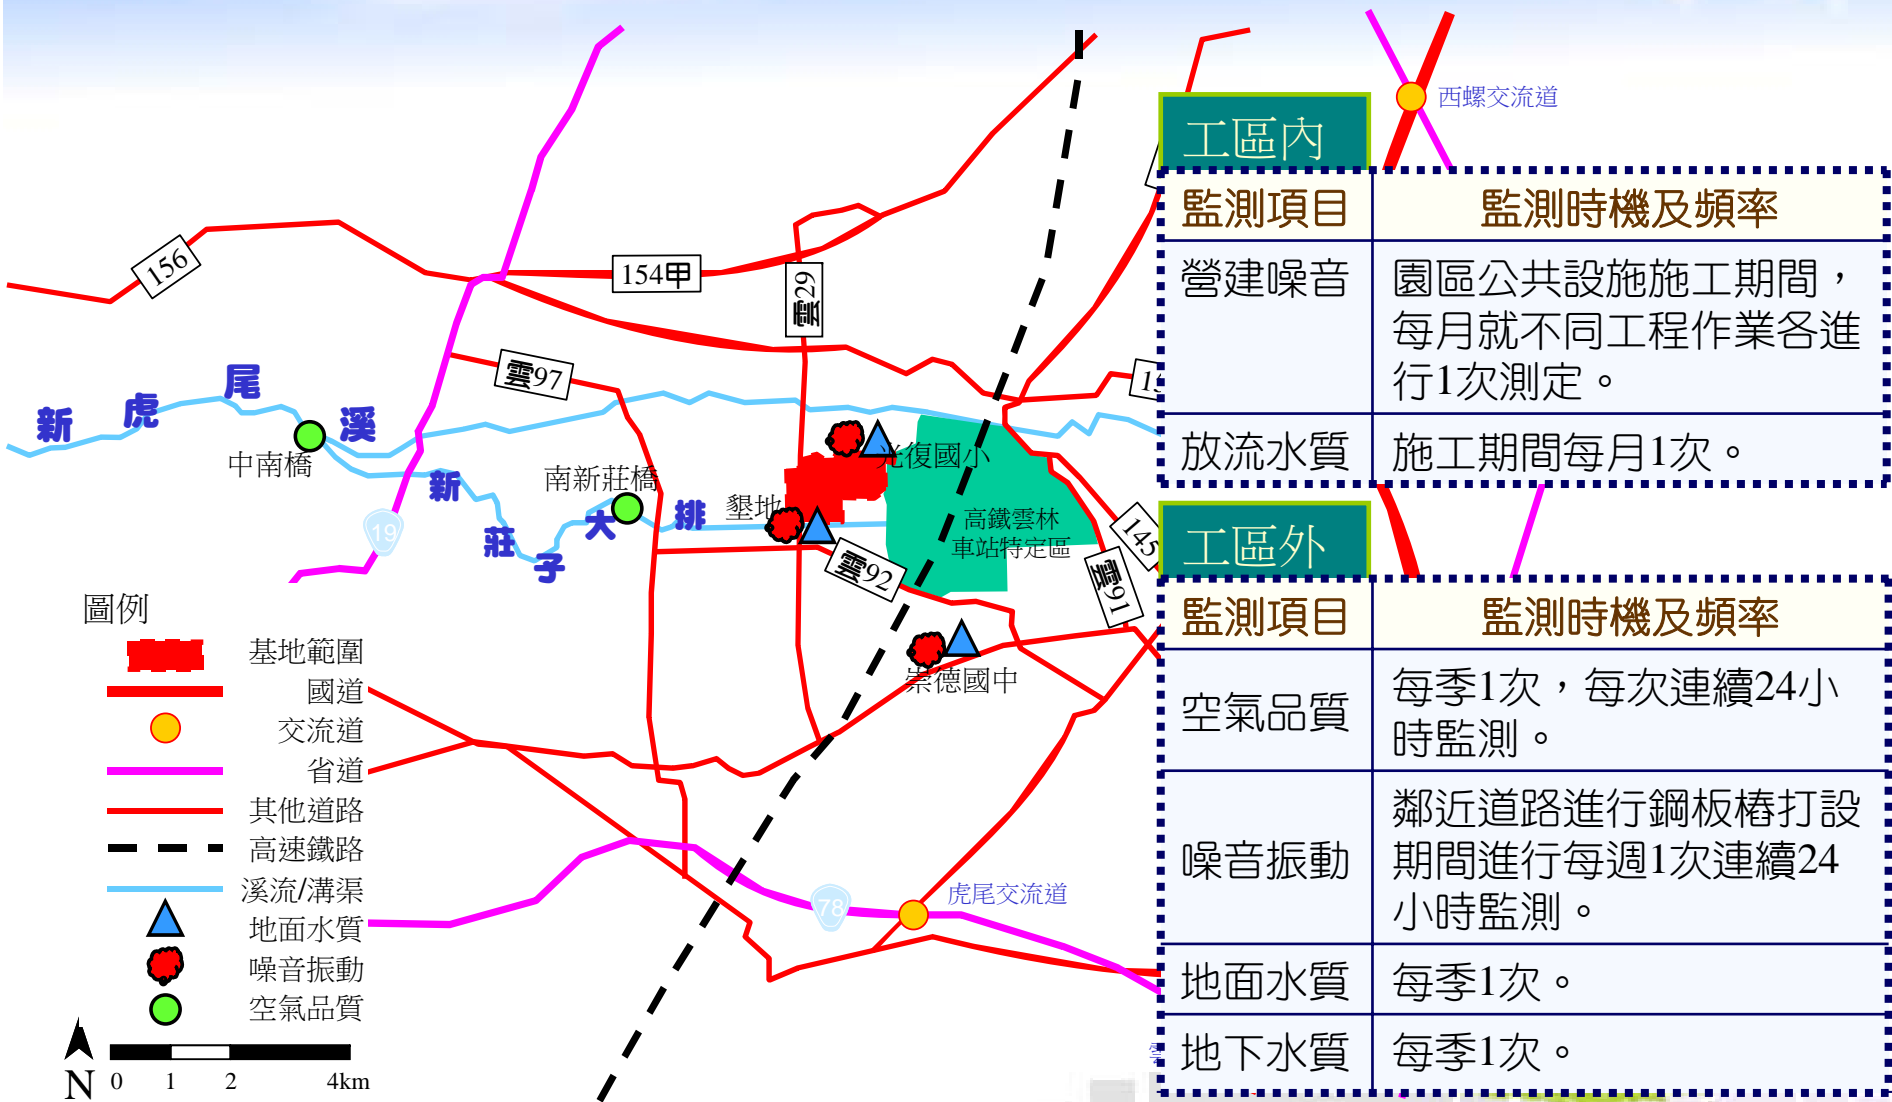 西螺交流道
工區內
監測項目 監測時機及頻率
營建噪音 園區公共設施施工期間，
每月就不同工程作業各進
行1次測定。
放流水質 施工期間每月1次。
工區外
監測項目 監測時機及頻率
空氣品質 每季1次，每次連續24小
時監測。
噪音振動 鄰近道路進行鋼板樁打設
期間進行每週1次連續24
小時監測。
地面水質 每季1次。
地下水質 每季1次。
156
154甲
雲29
雲97
新虎尾溪
中南橋
南新莊橋
新莊子大排
19
墾地
光復國小
高鐵雲林
車站特定區
145
雲91
雲92
崇德國中
78
虎尾交流道
圖例
基地範圍
國道
交流道
省道
其他道路
高速鐵路
溪流/溝渠
地面水質
噪音振動
空氣品質
N
0 1 2 4km